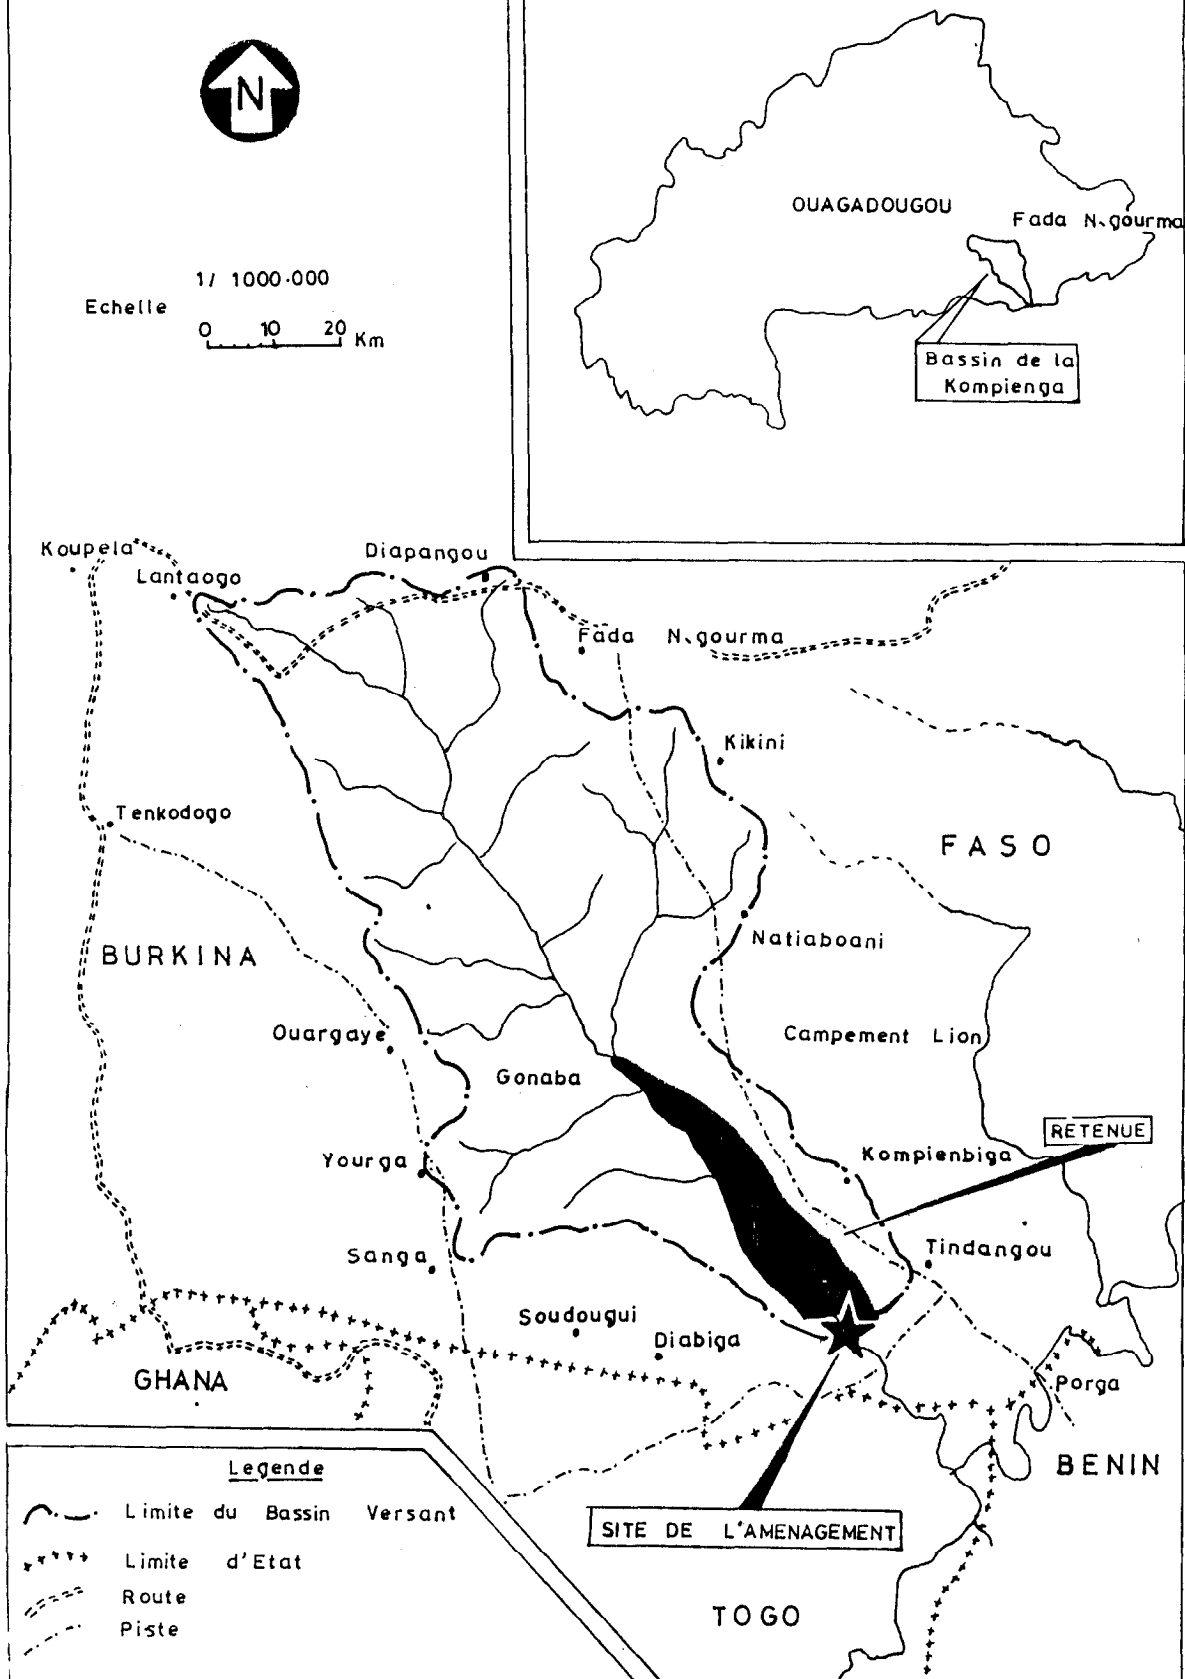 N
1/ 1000.000
Echelle
0 10 20 Km
OUAGADOUGOU
Fada N.gourma
Bassin de la
Kompienga
Koupela
Diapangou
Lantaogo
Fada N.gourma
Kikini
Tenkodogo
FASO
Natiaboani
BURKINA
Ouargaye
Campement Lion
Gonaba
RETENUE
Kompienbiga
Yourga
Tindangou
Sanga
Soudougui
Diabiga
GHANA
Porga
BENIN
Legende
Limite du Bassin Versant
SITE DE L'AMENAGEMENT
Limite d'Etat
Route
TOGO
Piste